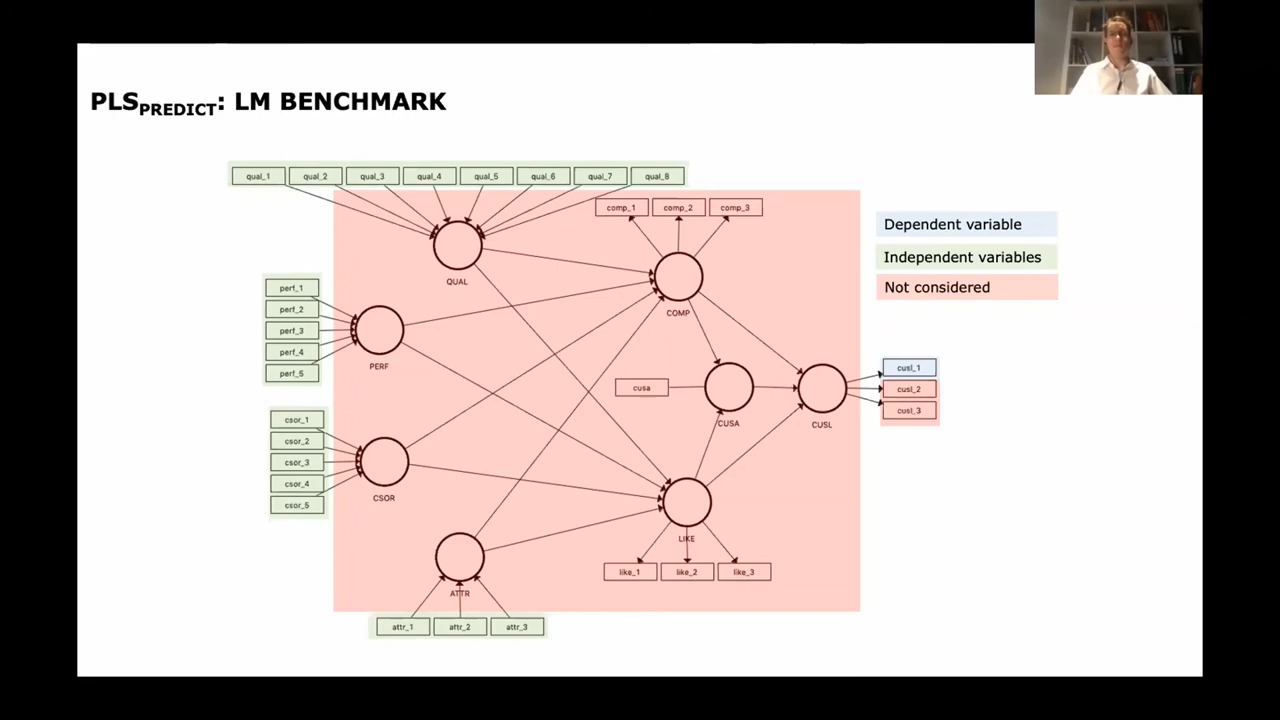 PLSPREDICT: LM BENCHMARK
qual_1 qual_2 qual_3 qual_4 qual_5 qual_6 qual_7 qual_8
comp_1 comp_2 comp_3
Dependent variable
Independent variables
Not considered
QUAL
perf_1
perf_2
perf_3
perf_4
perf_5
PERF
COMP
cusa
CUSA
CUSL
cusl_1
cusl_2
cusl_3
csor_1
csor_2
csor_3
csor_4
csor_5
CSOR
LIKE
like_1 like_2 like_3
ATTR
attr_1 attr_2 attr_3